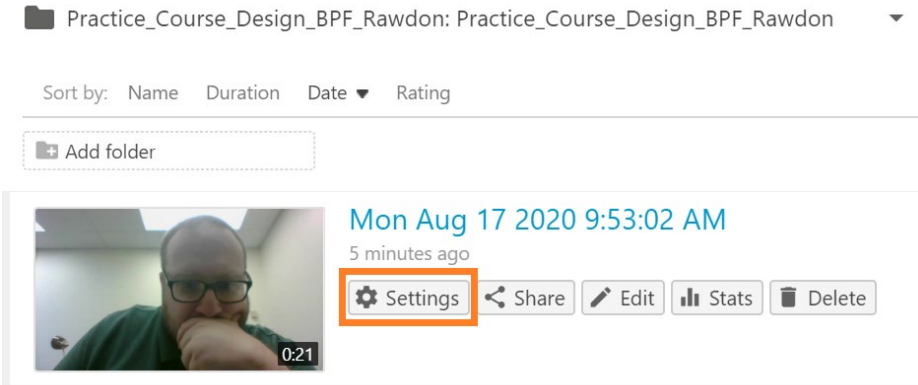 Practice_Course_Design_BPF_Rawdon: Practice_Course_Design_BPF_Rawdon
Sort by: Name Duration Date Rating
Add folder
Mon Aug 17 2020 9:53:02 AM
5 minutes ago
Settings Share Edit Stats Delete
0:21